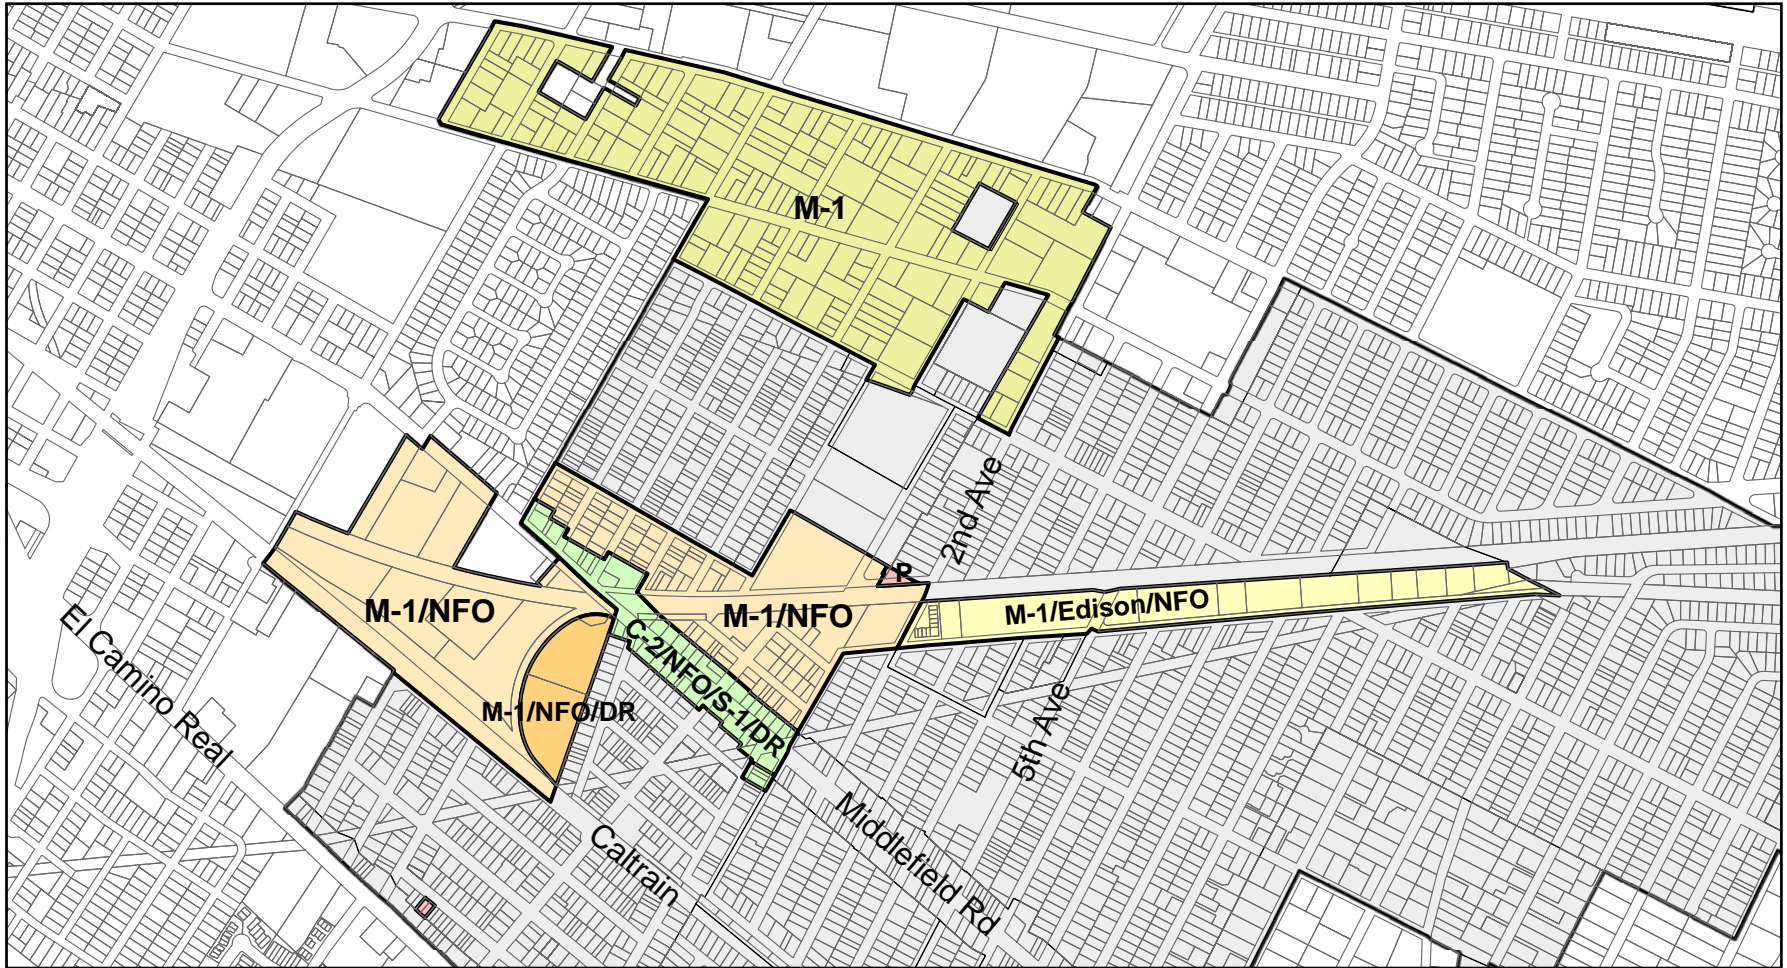 M-1
2nd Ave
P
M-1/Edison/NFO
M-1/NFO
M-1/NFO
C-2/NFO/S-1/DR
El Camino Real
M-1/NFO/DR
5th Ave
Middlefield Rd
Caltrain